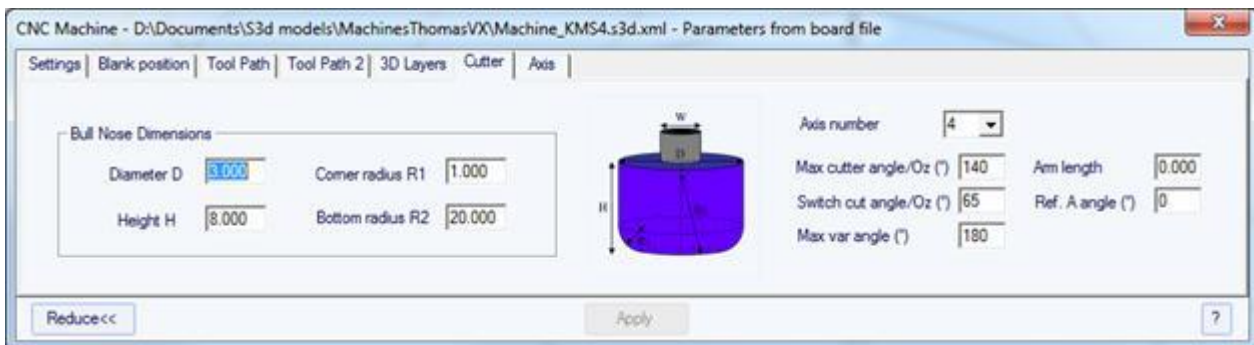 CNC Machine - D:\Documents\S3d models\MachinesThomasVX\Machine_KMS4.s3d.xml - Parameters from board file
Settings Blank position Tool Path Tool Path 2 3D Layers Cutter Axis
Bull Nose Dimensions
Diameter D 3.000 Corner radius R1 1.000
Height H 8.000 Bottom radius R2 20.000
W
D
H
Axis number 4
Max cutter angle/Oz (°) 140 Arm length 0.000
Switch cut angle/Oz (°) 65 Ref. A angle (°) 0
Max var angle (°) 180
Reduce<< Apply ?